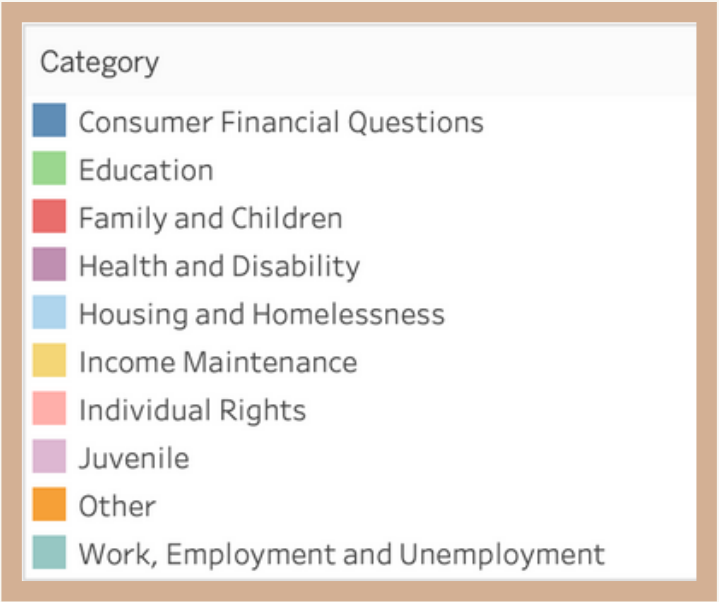 Category
Consumer Financial Questions
Education
Family and Children
Health and Disability
Housing and Homelessness
Income Maintenance
Individual Rights
Juvenile
Other
Work, Employment and Unemployment